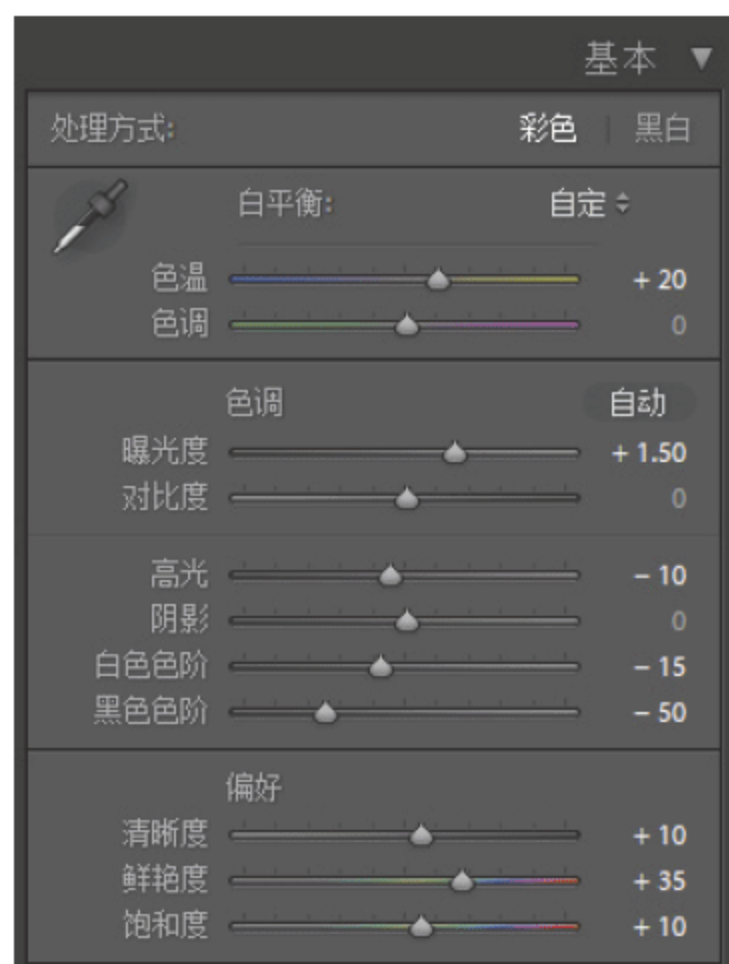 基本 ▼
处理方式: 彩色 | 黑白
白平衡: 自定
色温 + 20
色调 0
色调 自动
曝光度 + 1.50
对比度 0
高光 – 10
阴影 0
白色色阶 – 15
黑色色阶 – 50
偏好
清晰度 + 10
鲜艳度 + 35
饱和度 + 10